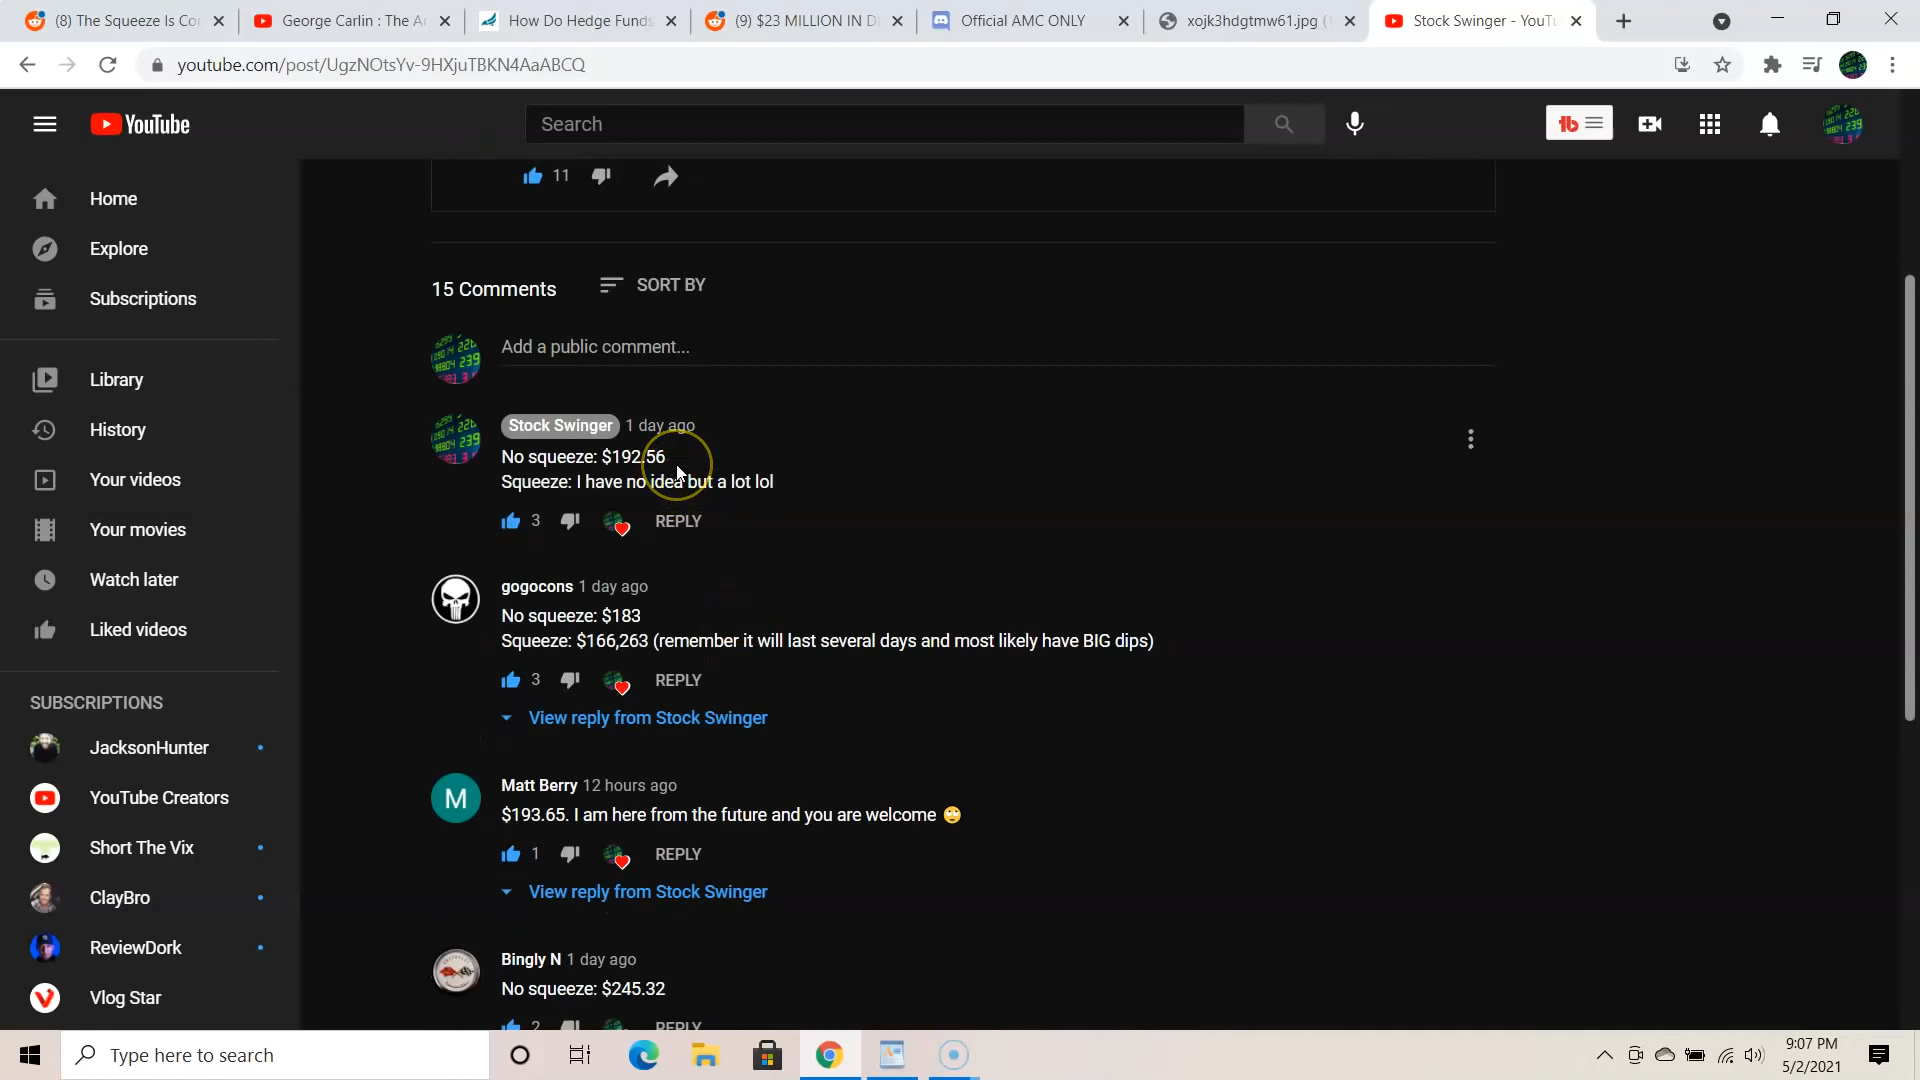 (8) The Squeeze Is Co
George Carlin : The A
How Do Hedge Funds
(9) $23 MILLION IN D
Official AMC ONLY
xojk3hdgtmw61.jpg (
Stock Swinger - YouTu
youtube.com/post/UgzNOtsYv-9HXjuTBKN4AaABCQ
YouTube
Search
Home
Explore
Subscriptions
Library
History
Your videos
Your movies
Watch later
Liked videos
SUBSCRIPTIONS
JacksonHunter
YouTube Creators
Short The Vix
ClayBro
ReviewDork
Vlog Star
11
15 Comments
SORT BY
Add a public comment...
Stock Swinger 1 day ago
No squeeze: $192.56
Squeeze: I have no idea but a lot lol
3 REPLY
gogocons 1 day ago
No squeeze: $183
Squeeze: $166,263 (remember it will last several days and most likely have BIG dips)
3 REPLY
View reply from Stock Swinger
M
Matt Berry 12 hours ago
$193.65. I am here from the future and you are welcome 🙄
1 REPLY
View reply from Stock Swinger
Bingly N 1 day ago
No squeeze: $245.32
2 REPLY
Type here to search
9:07 PM
5/2/2021